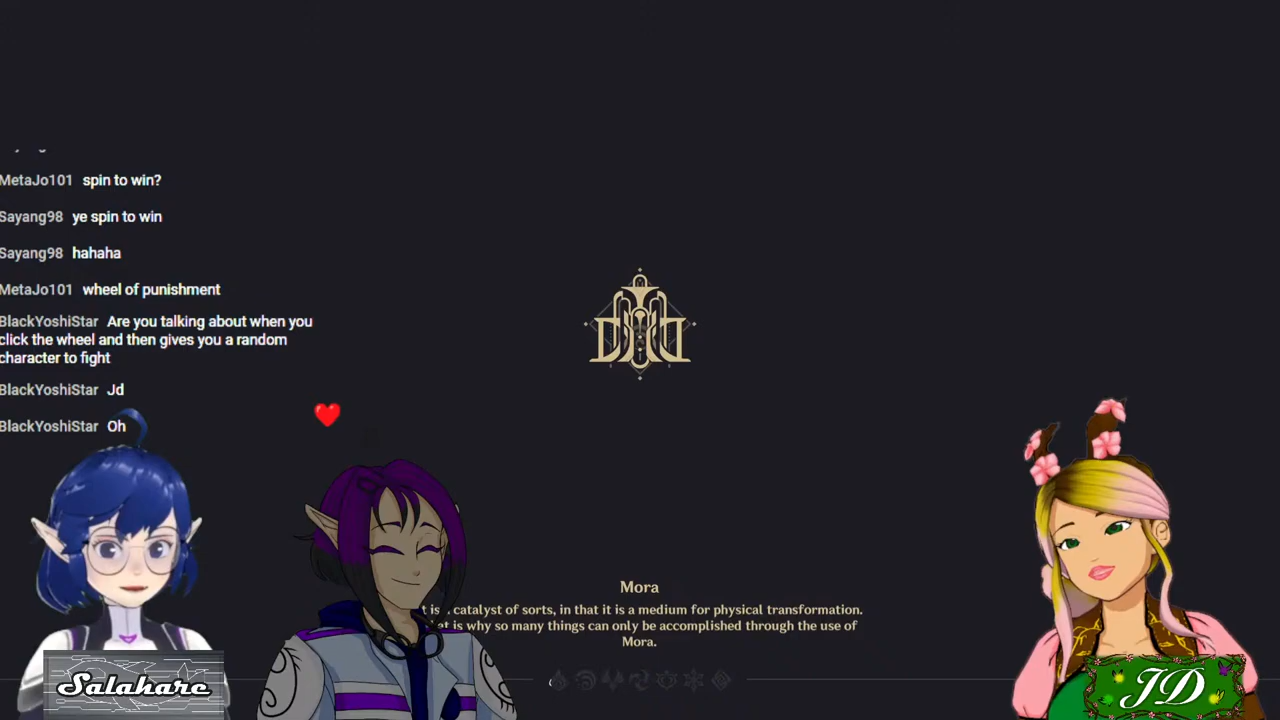 MetaJo101 spin to win?
Sayang98 ye spin to win
Sayang98 hahaha
MetaJo101 wheel of punishment
BlackYoshiStar Are you talking about when you
click the wheel and then gives you a random
character to fight
BlackYoshiStar Jd
BlackYoshiStar Oh
Mora
catalyst of sorts, in that it is a medium for physical transformation.
is why so many things can only be accomplished through the use of
Mora.
Salahare
JD